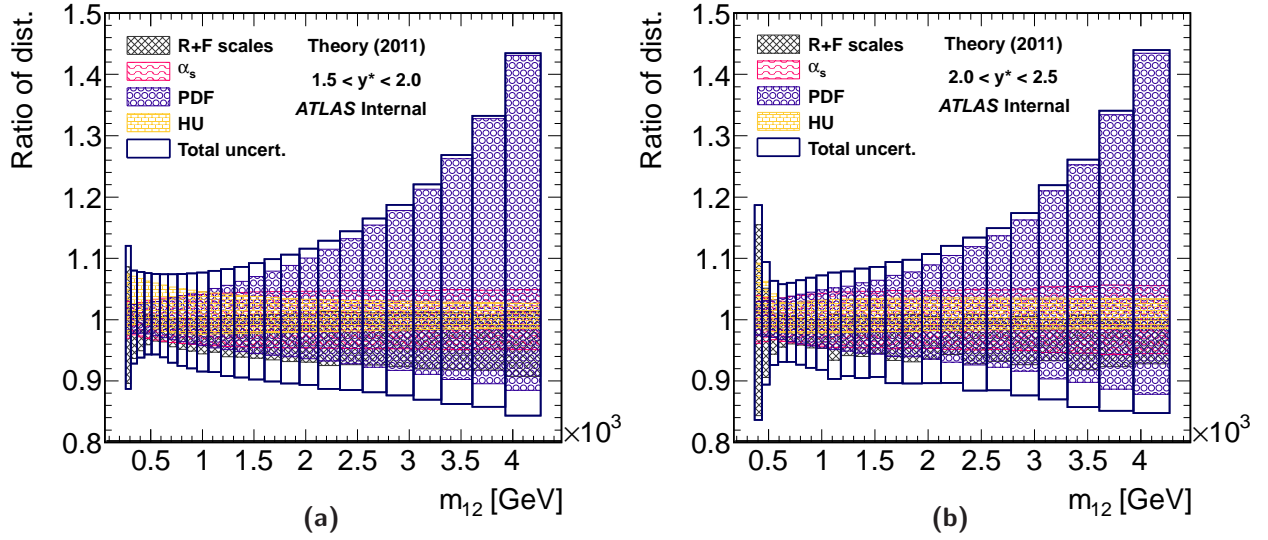 Ratio of dist.
1.5
1.4
1.3
1.2
1.1
1
0.9
0.8
R+F scales
αs
PDF
HU
Total uncert.
Theory (2011)
1.5 < y* < 2.0
ATLAS Internal
0.5 1 1.5 2 2.5 3 3.5 4
×10³
m12 [GeV]
(a)
Ratio of dist.
1.5
1.4
1.3
1.2
1.1
1
0.9
0.8
R+F scales
αs
PDF
HU
Total uncert.
Theory (2011)
2.0 < y* < 2.5
ATLAS Internal
0.5 1 1.5 2 2.5 3 3.5 4
×10³
m12 [GeV]
(b)